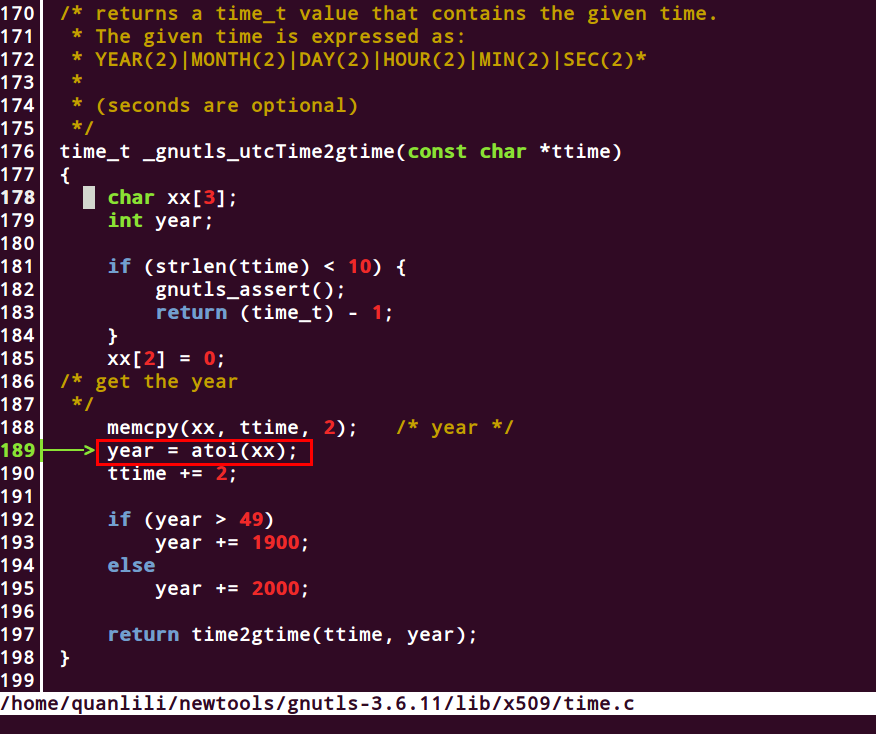 170 /* returns a time_t value that contains the given time.
171  * The given time is expressed as:
172  * YEAR(2)|MONTH(2)|DAY(2)|HOUR(2)|MIN(2)|SEC(2)*
173  *
174  * (seconds are optional)
175  */
176 time_t _gnutls_utcTime2gtime(const char *ttime)
177 {
178     char xx[3];
179     int year;
180
181     if (strlen(ttime) < 10) {
182         gnutls_assert();
183         return (time_t) - 1;
184     }
185     xx[2] = 0;
186 /* get the year
187  */
188     memcpy(xx, ttime, 2);   /* year */
189 ───> year = atoi(xx);
190     ttime += 2;
191
192     if (year > 49)
193         year += 1900;
194     else
195         year += 2000;
196
197     return time2gtime(ttime, year);
198 }
199
/home/quanlili/newtools/gnutls-3.6.11/lib/x509/time.c